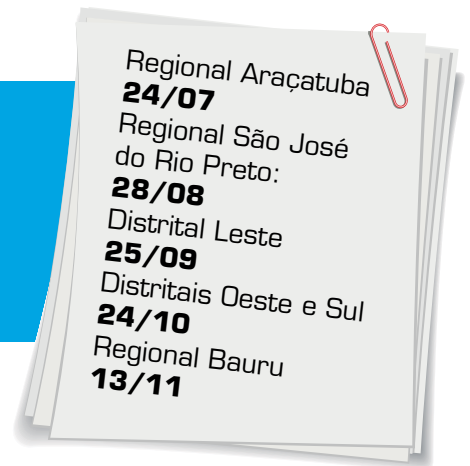 Regional Araçatuba
24/07
Regional São José
do Rio Preto:
28/08
Distrital Leste
25/09
Distritais Oeste e Sul
24/10
Regional Bauru
13/11